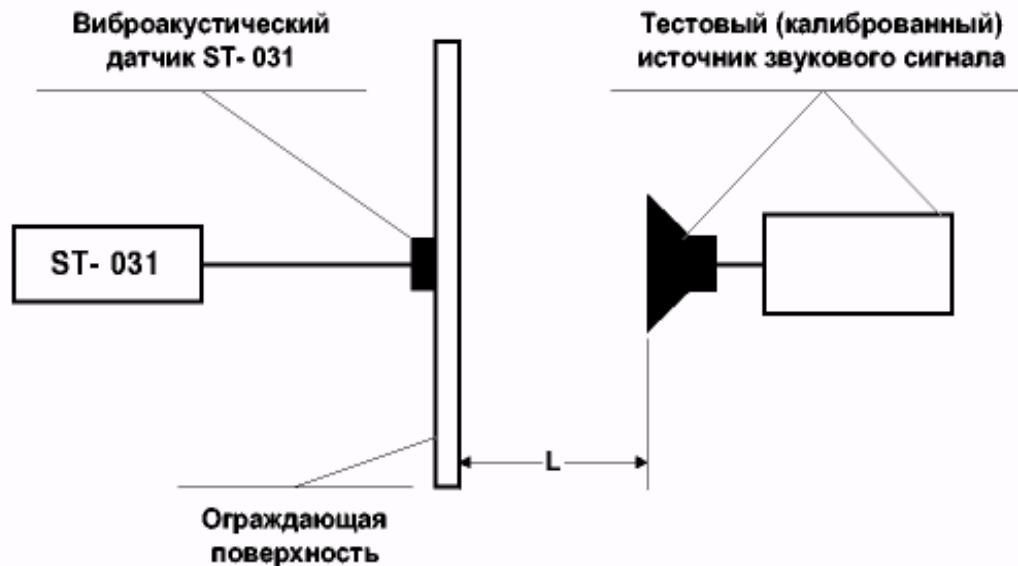 Виброакустический
датчик ST- 031
Тестовый (калиброванный)
источник звукового сигнала
ST- 031
L
Ограждающая
поверхность